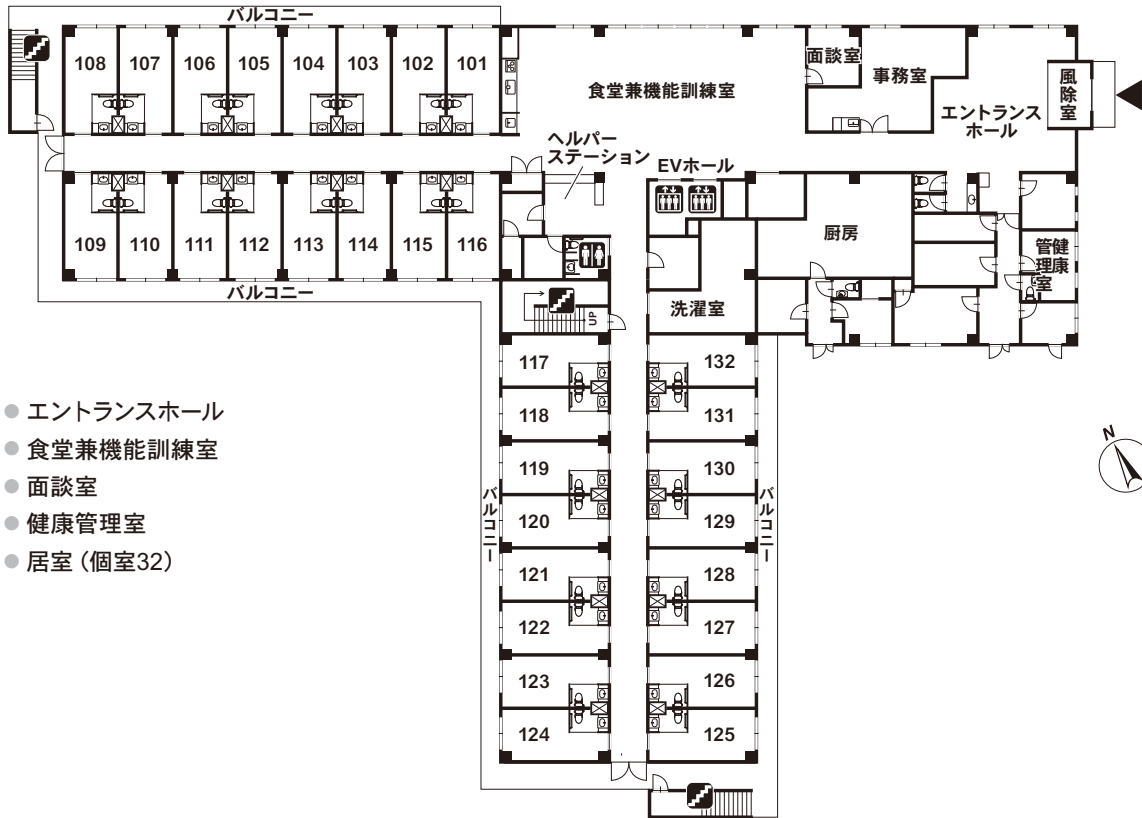 バルコニー
108
107
106
105
104
103
102
101
食堂兼機能訓練室
面談室
事務室
エントランス
ホール
風除室
ヘルパー
ステーション
EVホール
109
110
111
112
113
114
115
116
バルコニー
厨房
健康
管理室
洗濯室
UP
117
132
118
131
119
130
120
129
バルコニー
バルコニー
121
128
122
127
123
126
124
125
エントランスホール
食堂兼機能訓練室
面談室
健康管理室
居室（個室32）
N